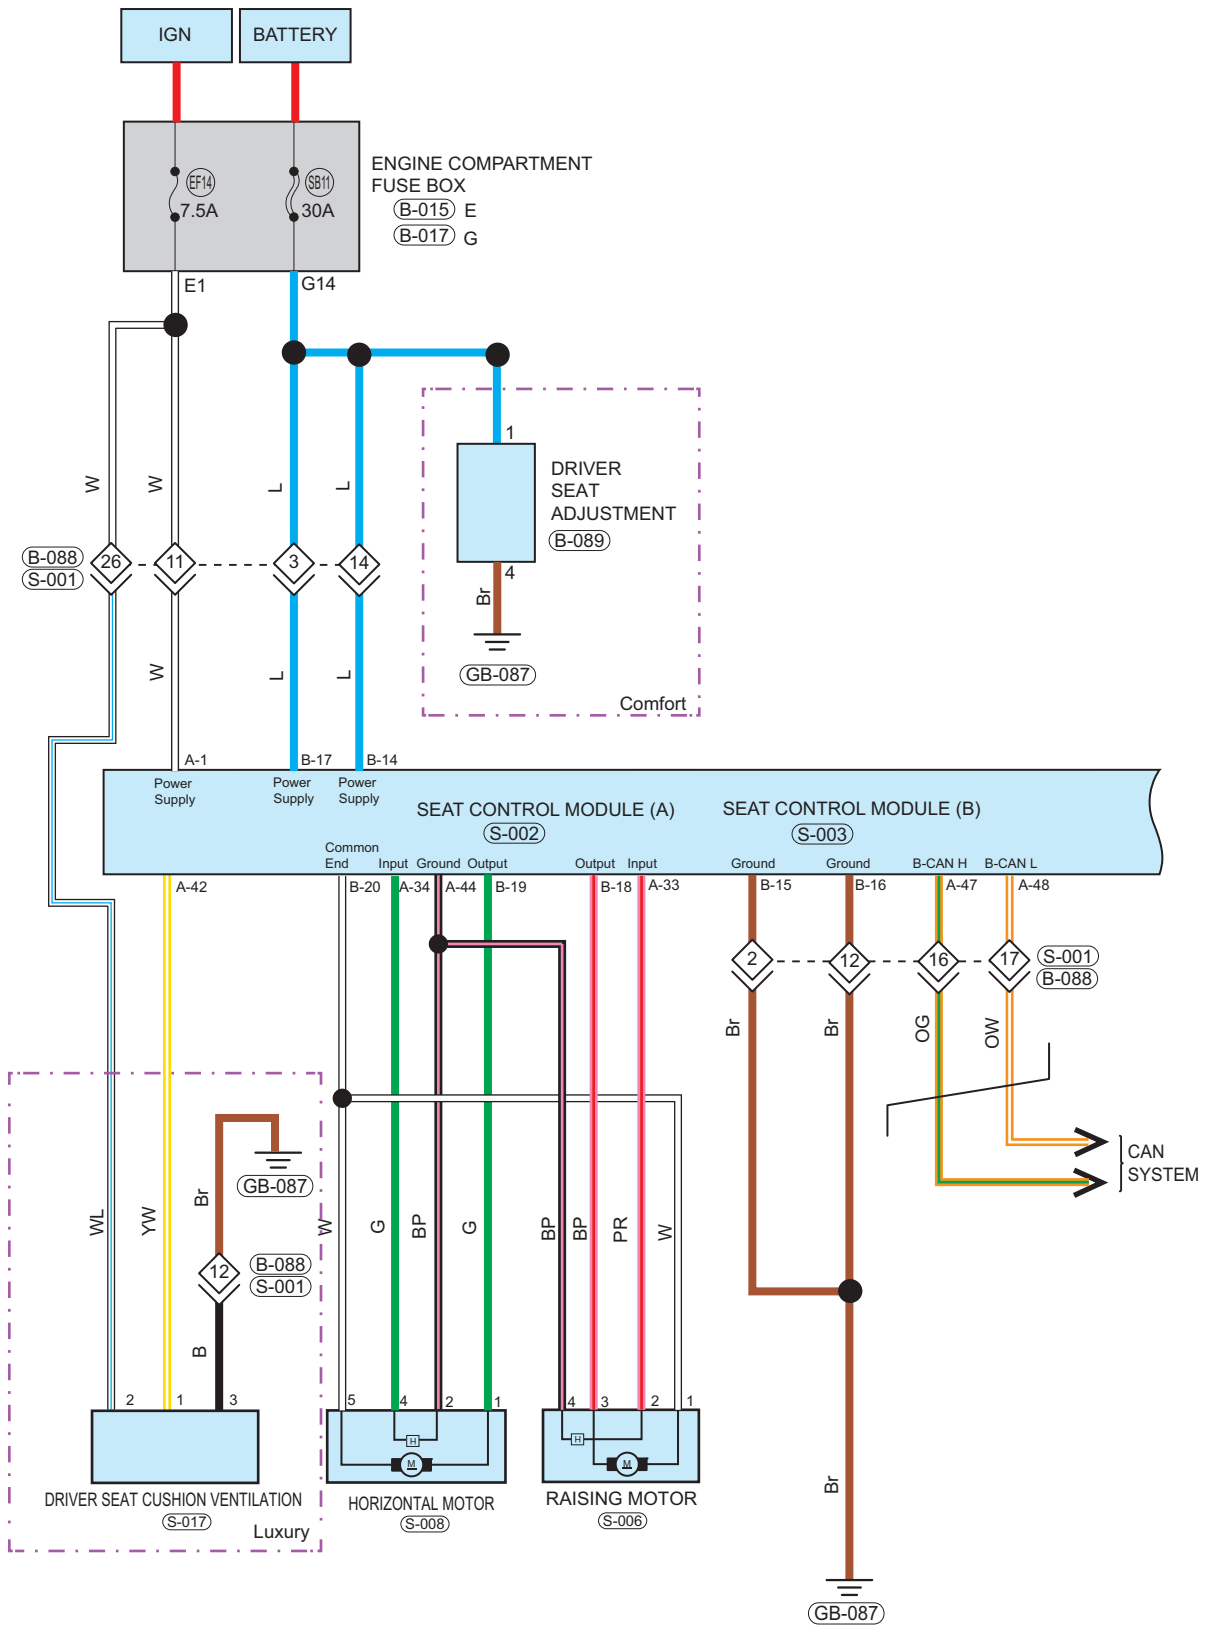 IGN
BATTERY
EF14
7.5A
SB11
30A
ENGINE COMPARTMENT
FUSE BOX
B-015 E
B-017 G
E1
G14
1
DRIVER
SEAT
ADJUSTMENT
B-089
4
Br
GB-087
Comfort
W
W
L
L
B-088
S-001
26
11
3
14
W
L
L
A-1
B-17
B-14
Power
Supply
Power
Supply
Power
Supply
SEAT CONTROL MODULE (A)
S-002
SEAT CONTROL MODULE (B)
S-003
Common
End
Input
Ground
Output
Output
Input
Ground
Ground
B-CAN H
B-CAN L
A-42
B-20
A-34
A-44
B-19
B-18
A-33
B-15
B-16
A-47
A-48
2
12
16
17
S-001
B-088
Br
Br
OG
OW
CAN
SYSTEM
GB-087
Br
12
B-088
S-001
WL
YW
B
W
G
BP
G
BP
BP
PR
W
2
1
3
5
4
2
1
4
3
2
1
H
M
H
M
DRIVER SEAT CUSHION VENTILATION
S-017
Luxury
HORIZONTAL MOTOR
S-008
RAISING MOTOR
S-006
Br
GB-087